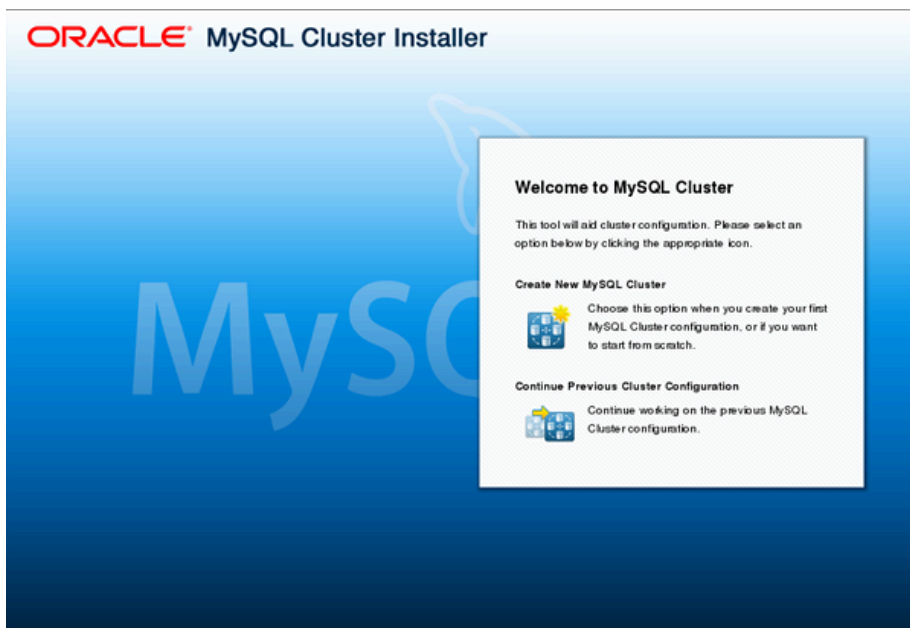 ORACLE® MySQL Cluster Installer
MySQ
Welcome to MySQL Cluster
This tool will aid cluster configuration. Please select an
option below by clicking the appropriate icon.
Create New MySQL Cluster
Choose this option when you create your first
MySQL Cluster configuration, or if you want
to start from scratch.
Continue Previous Cluster Configuration
Continue working on the previous MySQL
Cluster configuration.